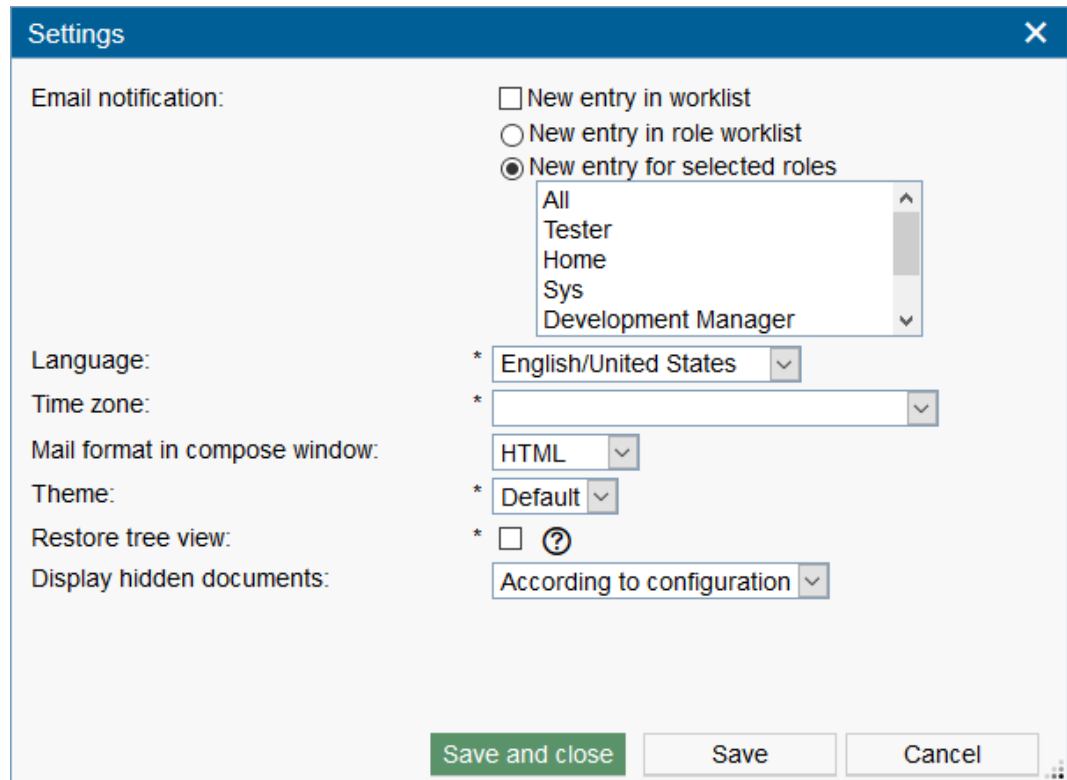 Settings
Email notification:
New entry in worklist
New entry in role worklist
New entry for selected roles
All
Tester
Home
Sys
Development Manager
Language: * English/United States
Time zone: *
Mail format in compose window: HTML
Theme: * Default
Restore tree view: * ?
Display hidden documents: According to configuration
Save and close Save Cancel